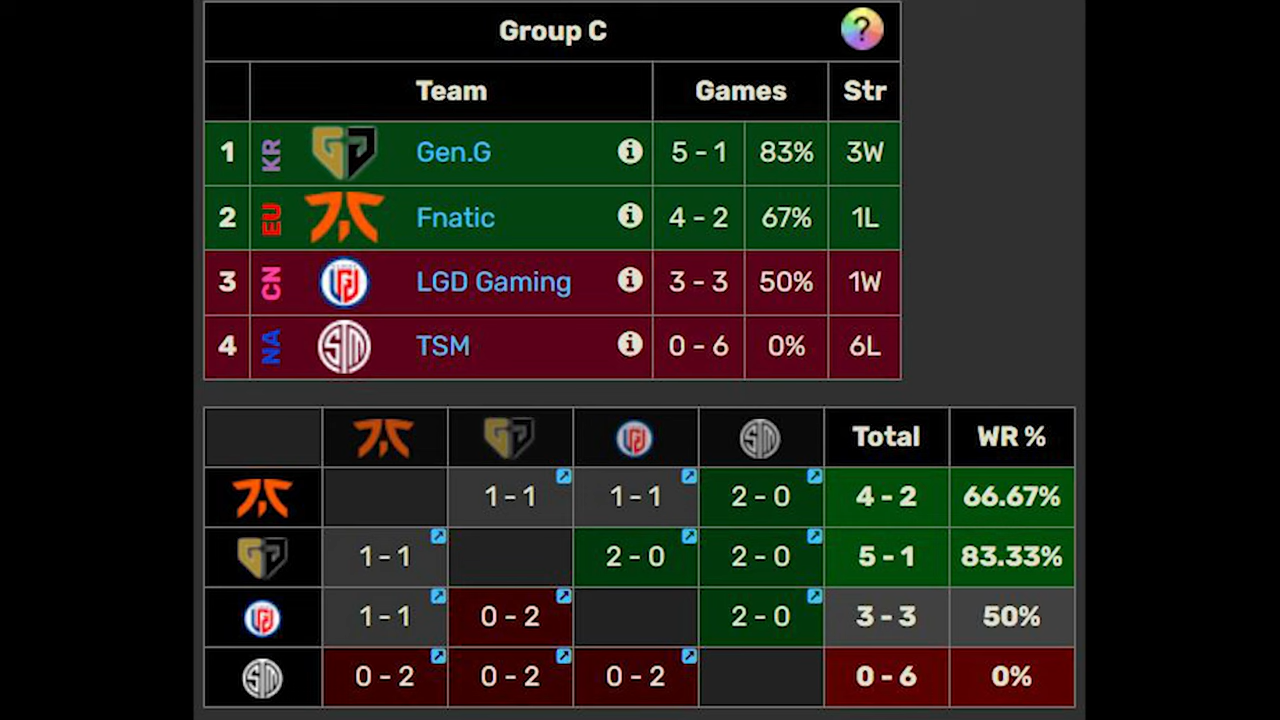 Group C ?
Team Games Str
1 KR Gen.G i 5 - 1 83% 3W
2 EU Fnatic i 4 - 2 67% 1L
3 CN LGD Gaming i 3 - 3 50% 1W
4 NA TSM i 0 - 6 0% 6L
Total WR %
1 - 1 1 - 1 2 - 0 4 - 2 66.67%
1 - 1 2 - 0 2 - 0 5 - 1 83.33%
1 - 1 0 - 2 2 - 0 3 - 3 50%
0 - 2 0 - 2 0 - 2 0 - 6 0%